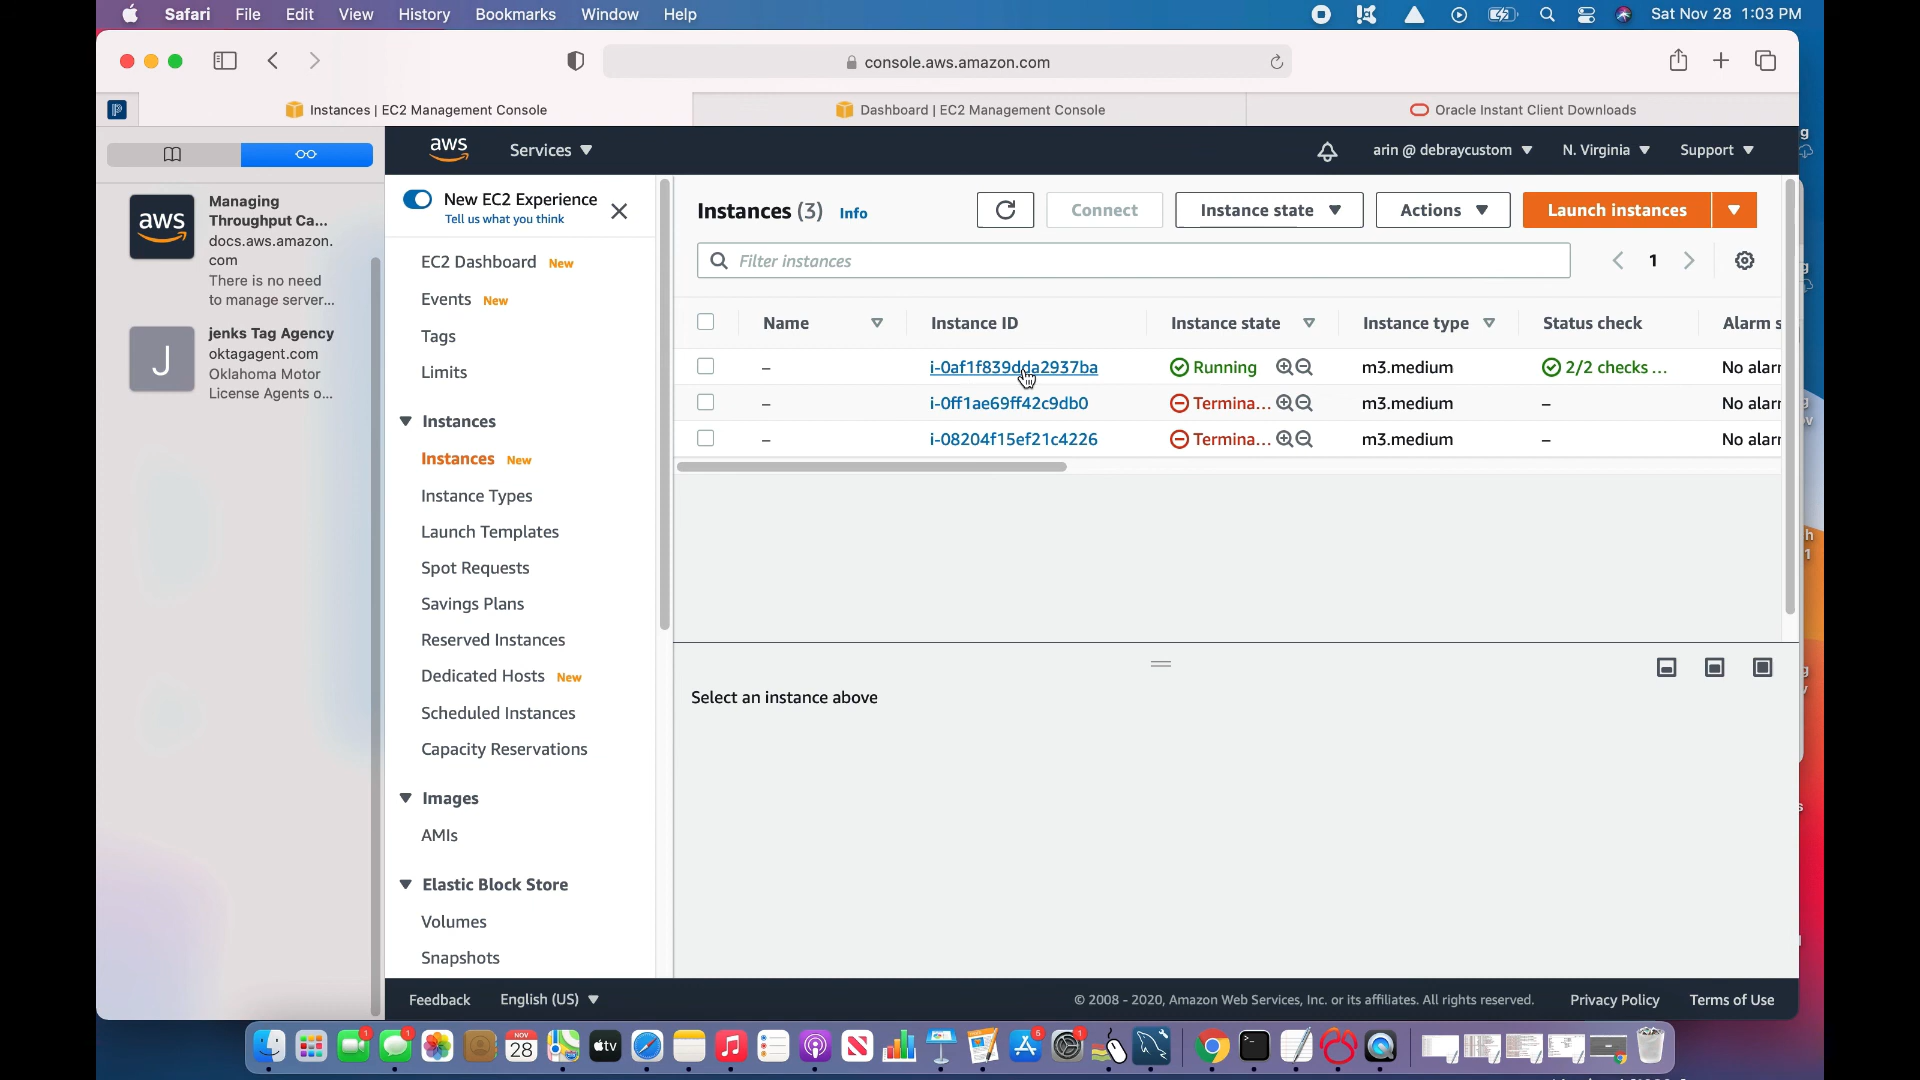 Safari File Edit View History Bookmarks Window Help
Sat Nov 28 1:03 PM
console.aws.amazon.com
Instances | EC2 Management Console
Dashboard | EC2 Management Console
Oracle Instant Client Downloads
aws
Services
arin @ debraycustom
N. Virginia
Support
aws
Managing
Throughput Ca...
docs.aws.amazon.
com
There is no need
to manage server...
J
jenks Tag Agency
oktagagent.com
Oklahoma Motor
License Agents o...
New EC2 Experience
Tell us what you think
EC2 Dashboard New
Events New
Tags
Limits
Instances
Instances New
Instance Types
Launch Templates
Spot Requests
Savings Plans
Reserved Instances
Dedicated Hosts New
Scheduled Instances
Capacity Reservations
Images
AMIs
Elastic Block Store
Volumes
Snapshots
Instances (3) Info
Connect
Instance state
Actions
Launch instances
Filter instances
1
Name Instance ID Instance state Instance type Status check Alarm s
– i-0af1f839dda2937ba Running m3.medium 2/2 checks ... No alarr
– i-0ff1ae69ff42c9db0 Termina... m3.medium – No alarr
– i-08204f15ef21c4226 Termina... m3.medium – No alarr
Select an instance above
Feedback
English (US)
© 2008 - 2020, Amazon Web Services, Inc. or its affiliates. All rights reserved.
Privacy Policy
Terms of Use
1
1
NOV
28
tv
6
1